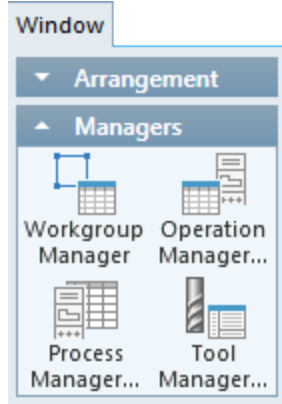 Window
Arrangement
Managers
Workgroup Operation
Manager Manager...
Process Tool
Manager... Manager...